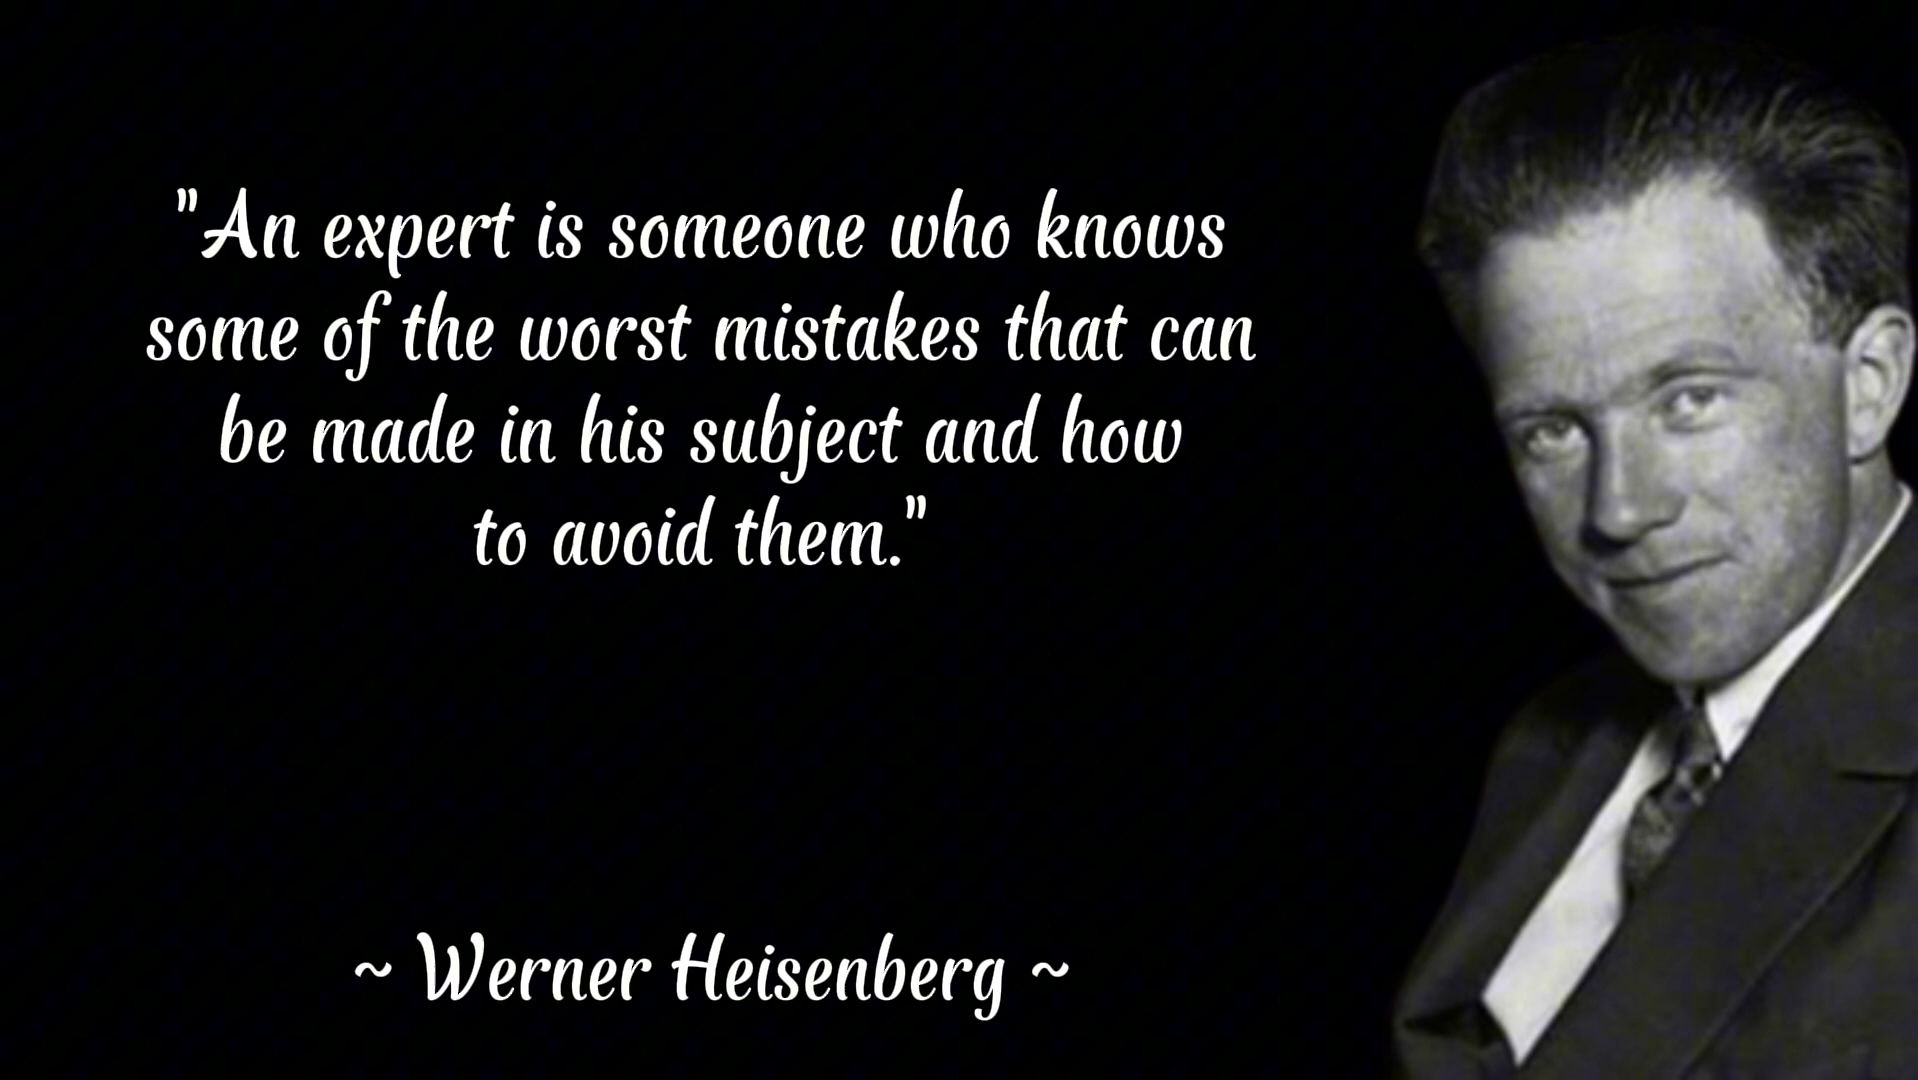 "An expert is someone who knows
some of the worst mistakes that can
be made in his subject and how
to avoid them."
~ Werner Heisenberg ~